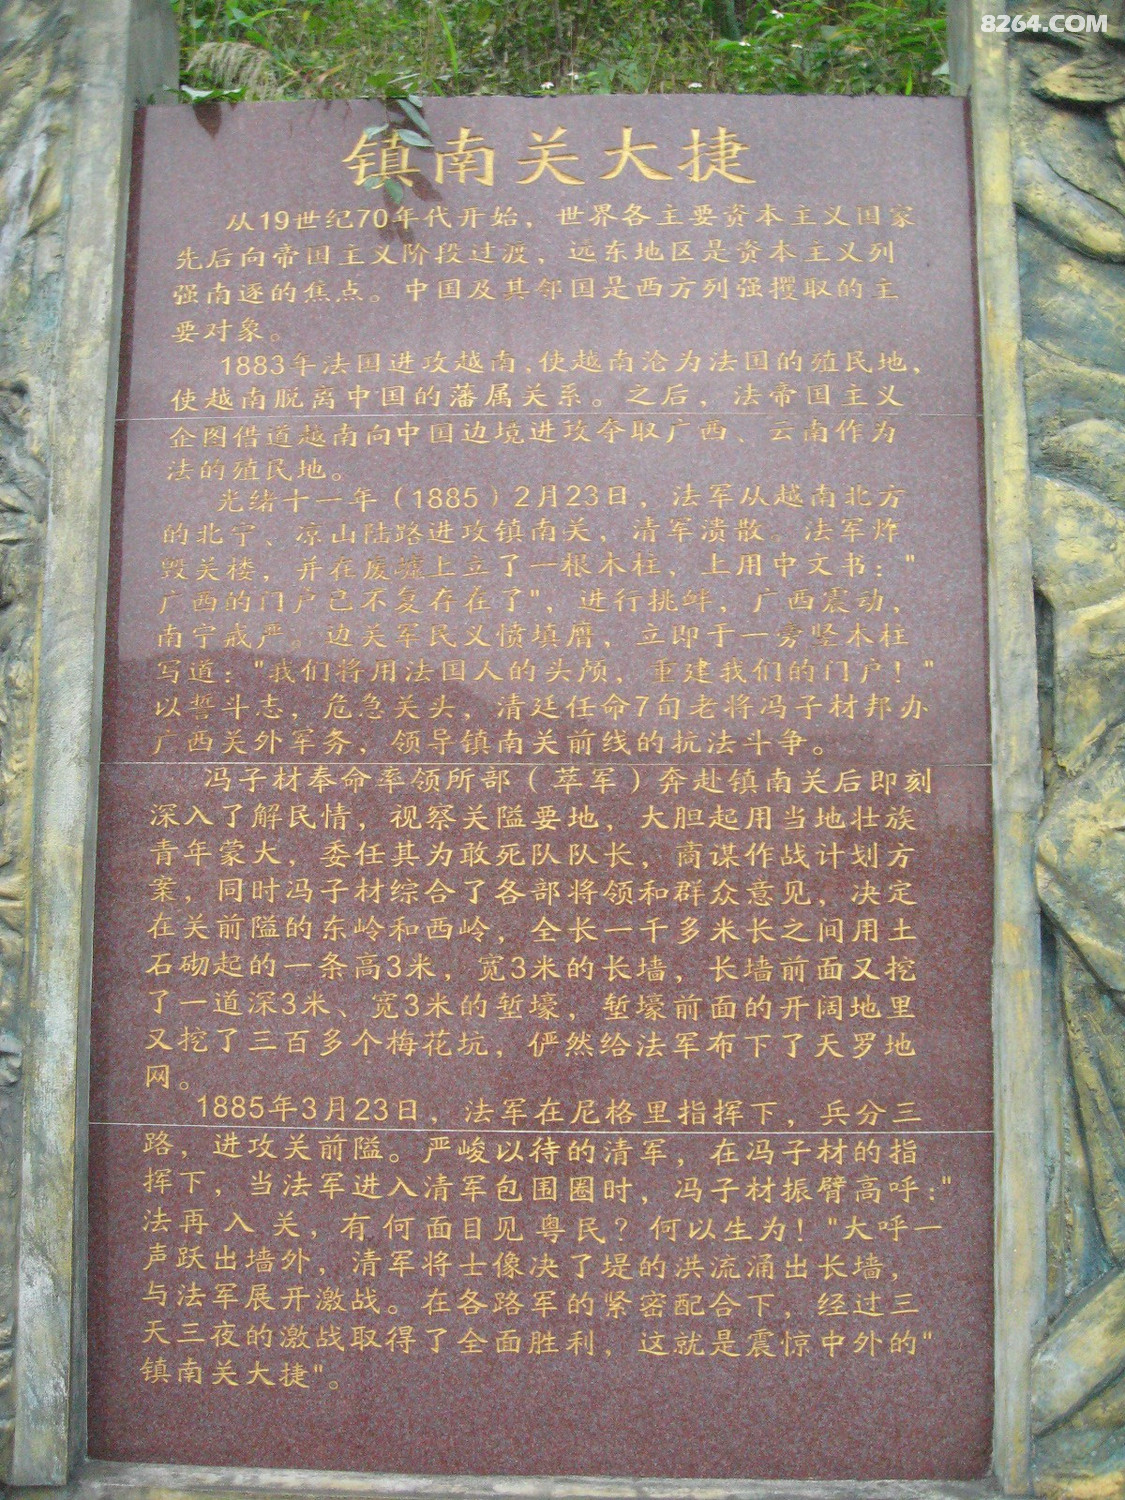 8264.COM
镇南关大捷
从19世纪70年代开始，世界各主要资本主义国家
先后向帝国主义阶段过渡，远东地区是资本主义列
强南逐的焦点。中国及其邻国是西方列强攫取的主
要对象。
1883年法国进攻越南,使越南沦为法国的殖民地,
使越南脱离中国的藩属关系。之后，法帝国主义
企图借道越南向中国边境进攻夺取广西、云南作为
法的殖民地。
光绪十一年（1885）2月23日，法军从越南北方
的北宁、凉山陆路进攻镇南关，清军溃散。法军炸
毁关楼，并在废墟上立了一根木柱，上用中文书："
广西的门户已不复存在了"，进行挑衅，广西震动，
南宁戒严。边关军民义愤填膺，立即于一旁竖木柱
写道："我们将用法国人的头颅，重建我们的门户！"
以誓斗志，危急关头，清廷任命7旬老将冯子材邦办
广西关外军务，领导镇南关前线的抗法斗争。
冯子材奉命率领所部（萃军）奔赴镇南关后即刻
深入了解民情，视察关隘要地，大胆起用当地壮族
青年蒙大，委任其为敢死队队长，商谋作战计划方
案，同时冯子材综合了各部将领和群众意见，决定
在关前隘的东岭和西岭，全长一千多米长之间用土
石砌起的一条高3米，宽3米的长墙，长墙前面又挖
了一道深3米、宽3米的堑壕，堑壕前面的开阔地里
又挖了三百多个梅花坑，俨然给法军布下了天罗地
网。
1885年3月23日，法军在尼格里指挥下，兵分三
路，进攻关前隘。严峻以待的清军，在冯子材的指
挥下，当法军进入清军包围圈时，冯子材振臂高呼："
法再入关，有何面目见粤民？何以生为！"大呼一
声跃出墙外，清军将士像决了堤的洪流涌出长墙，
与法军展开激战。在各路军的紧密配合下，经过三
天三夜的激战取得了全面胜利，这就是震惊中外的"
镇南关大捷"。